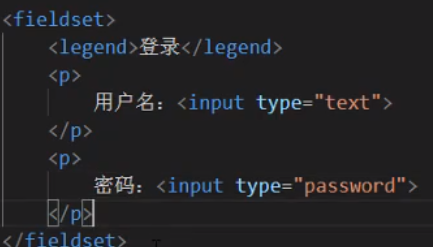 <fieldset>
<legend>登录</legend>
<p>
用户名：<input type="text">
</p>
<p>
密码：<input type="password">
</p>
</fieldset>